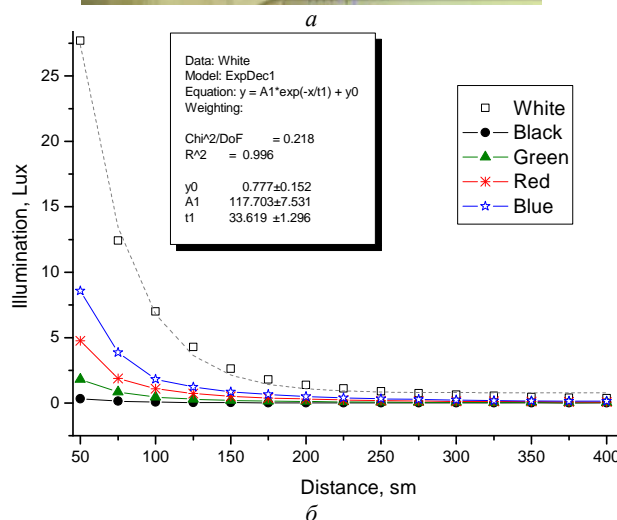 а
Data: White
Model: ExpDec1
Equation: y = A1*exp(-x/t1) + y0
Weighting:
Chi^2/DoF = 0.218
R^2 = 0.996
y0 0.777±0.152
A1 117.703±7.531
t1 33.619 ±1.296
White
Black
Green
Red
Blue
Illumination, Lux
25
20
15
10
5
0
50 100 150 200 250 300 350 400
Distance, sm
б